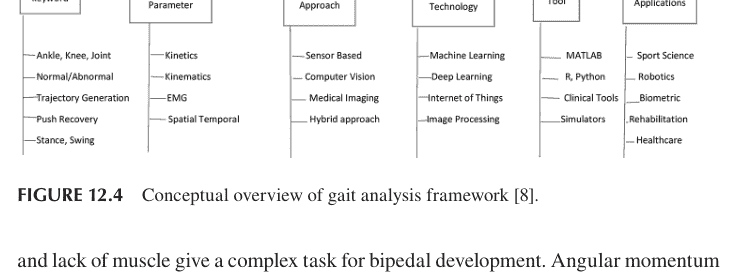 Keyword
Parameter
Approach
Technology
Tool
Applications
Ankle, Knee, Joint
Normal/Abnormal
Trajectory Generation
Push Recovery
Stance, Swing
Kinetics
Kinematics
EMG
Spatial Temporal
Sensor Based
Computer Vision
Medical Imaging
Hybrid approach
Machine Learning
Deep Learning
Internet of Things
Image Processing
MATLAB
R, Python
Clinical Tools
Simulators
Sport Science
Robotics
Biometric
Rehabilitation
Healthcare
FIGURE 12.4 Conceptual overview of gait analysis framework [8].
and lack of muscle give a complex task for bipedal development. Angular momentum